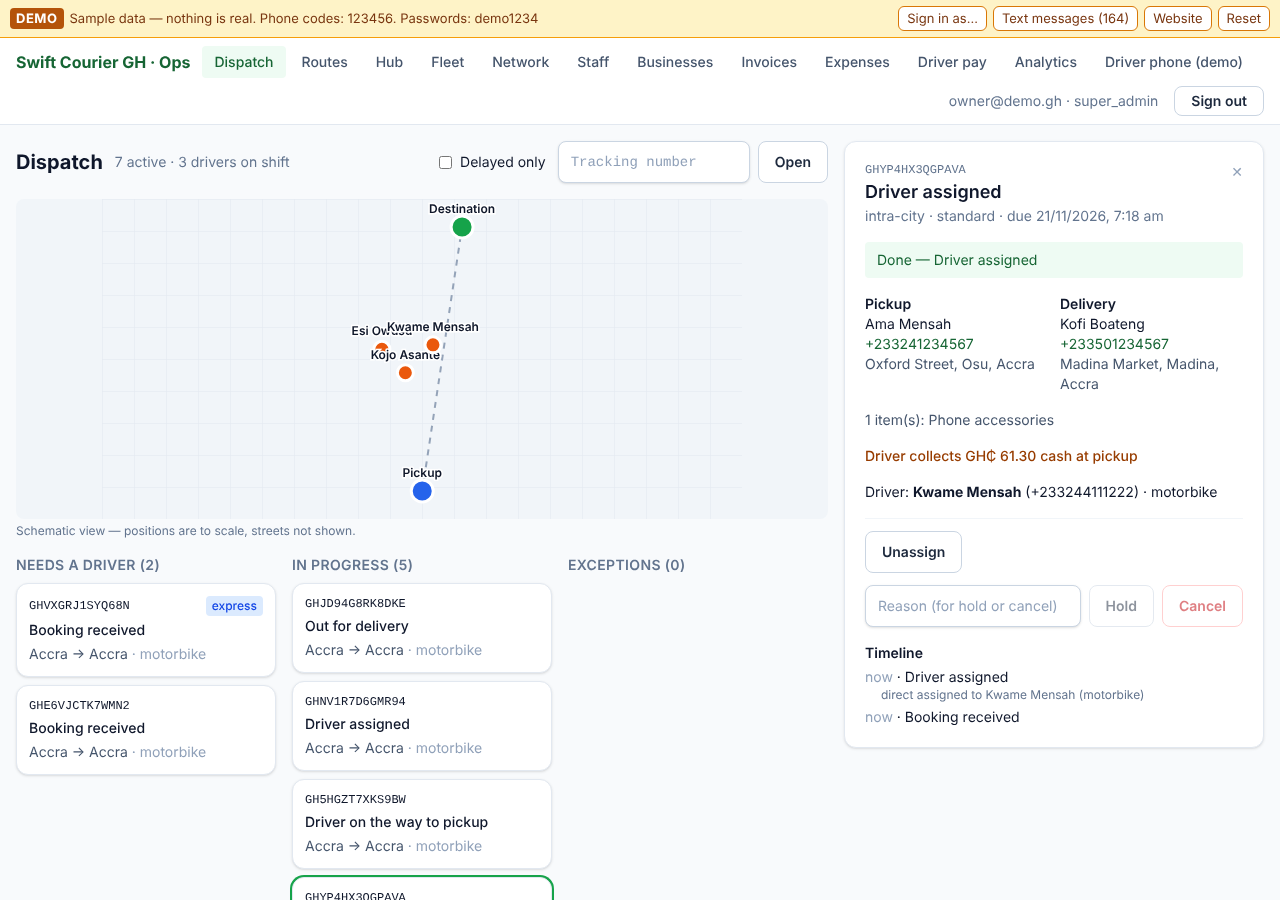 DEMO Sample data — nothing is real. Phone codes: 123456. Passwords: demo1234 Sign in as... Text messages (164) Website Reset
Swift Courier GH · Ops Dispatch Routes Hub Fleet Network Staff Businesses Invoices Expenses Driver pay Analytics Driver phone (demo)
owner@demo.gh · super_admin Sign out
Dispatch 7 active · 3 drivers on shift Delayed only Tracking number Open
Destination
Esi Owusu Kwame Mensah
Kojo Asante
Pickup
Schematic view — positions are to scale, streets not shown.
NEEDS A DRIVER (2)
GHVXGRJ1SYQ68N express
Booking received
Accra → Accra · motorbike
GHE6VJCTK7WMN2
Booking received
Accra → Accra · motorbike
IN PROGRESS (5)
GHJD94G8RK8DKE
Out for delivery
Accra → Accra · motorbike
GHNV1R7D6GMR94
Driver assigned
Accra → Accra · motorbike
GH5HGZT7XKS9BW
Driver on the way to pickup
Accra → Accra · motorbike
GHYP4HX3QGPAVA
EXCEPTIONS (0)
GHYP4HX3QGPAVA ×
Driver assigned
intra-city · standard · due 21/11/2026, 7:18 am
Done — Driver assigned
Pickup
Ama Mensah
+233241234567
Oxford Street, Osu, Accra
Delivery
Kofi Boateng
+233501234567
Madina Market, Madina,
Accra
1 item(s): Phone accessories
Driver collects GH₵ 61.30 cash at pickup
Driver: Kwame Mensah (+233244111222) · motorbike
Unassign
Reason (for hold or cancel) Hold Cancel
Timeline
now · Driver assigned
direct assigned to Kwame Mensah (motorbike)
now · Booking received